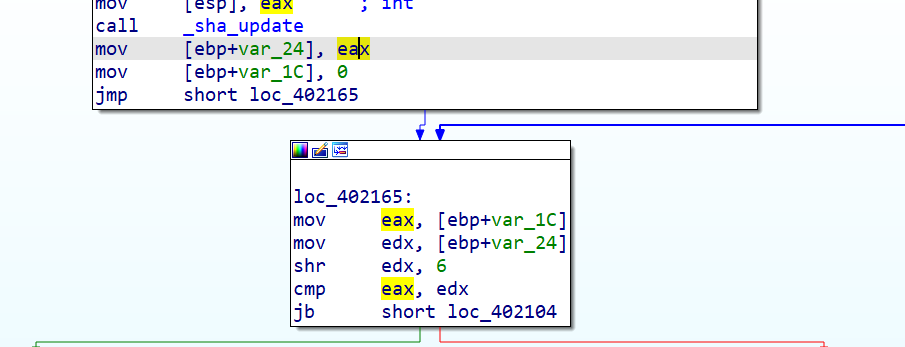 mov [esp], eax ; int
call _sha_update
mov [ebp+var_24], eax
mov [ebp+var_1C], 0
jmp short loc_402165
loc_402165:
mov eax, [ebp+var_1C]
mov edx, [ebp+var_24]
shr edx, 6
cmp eax, edx
jb short loc_402104